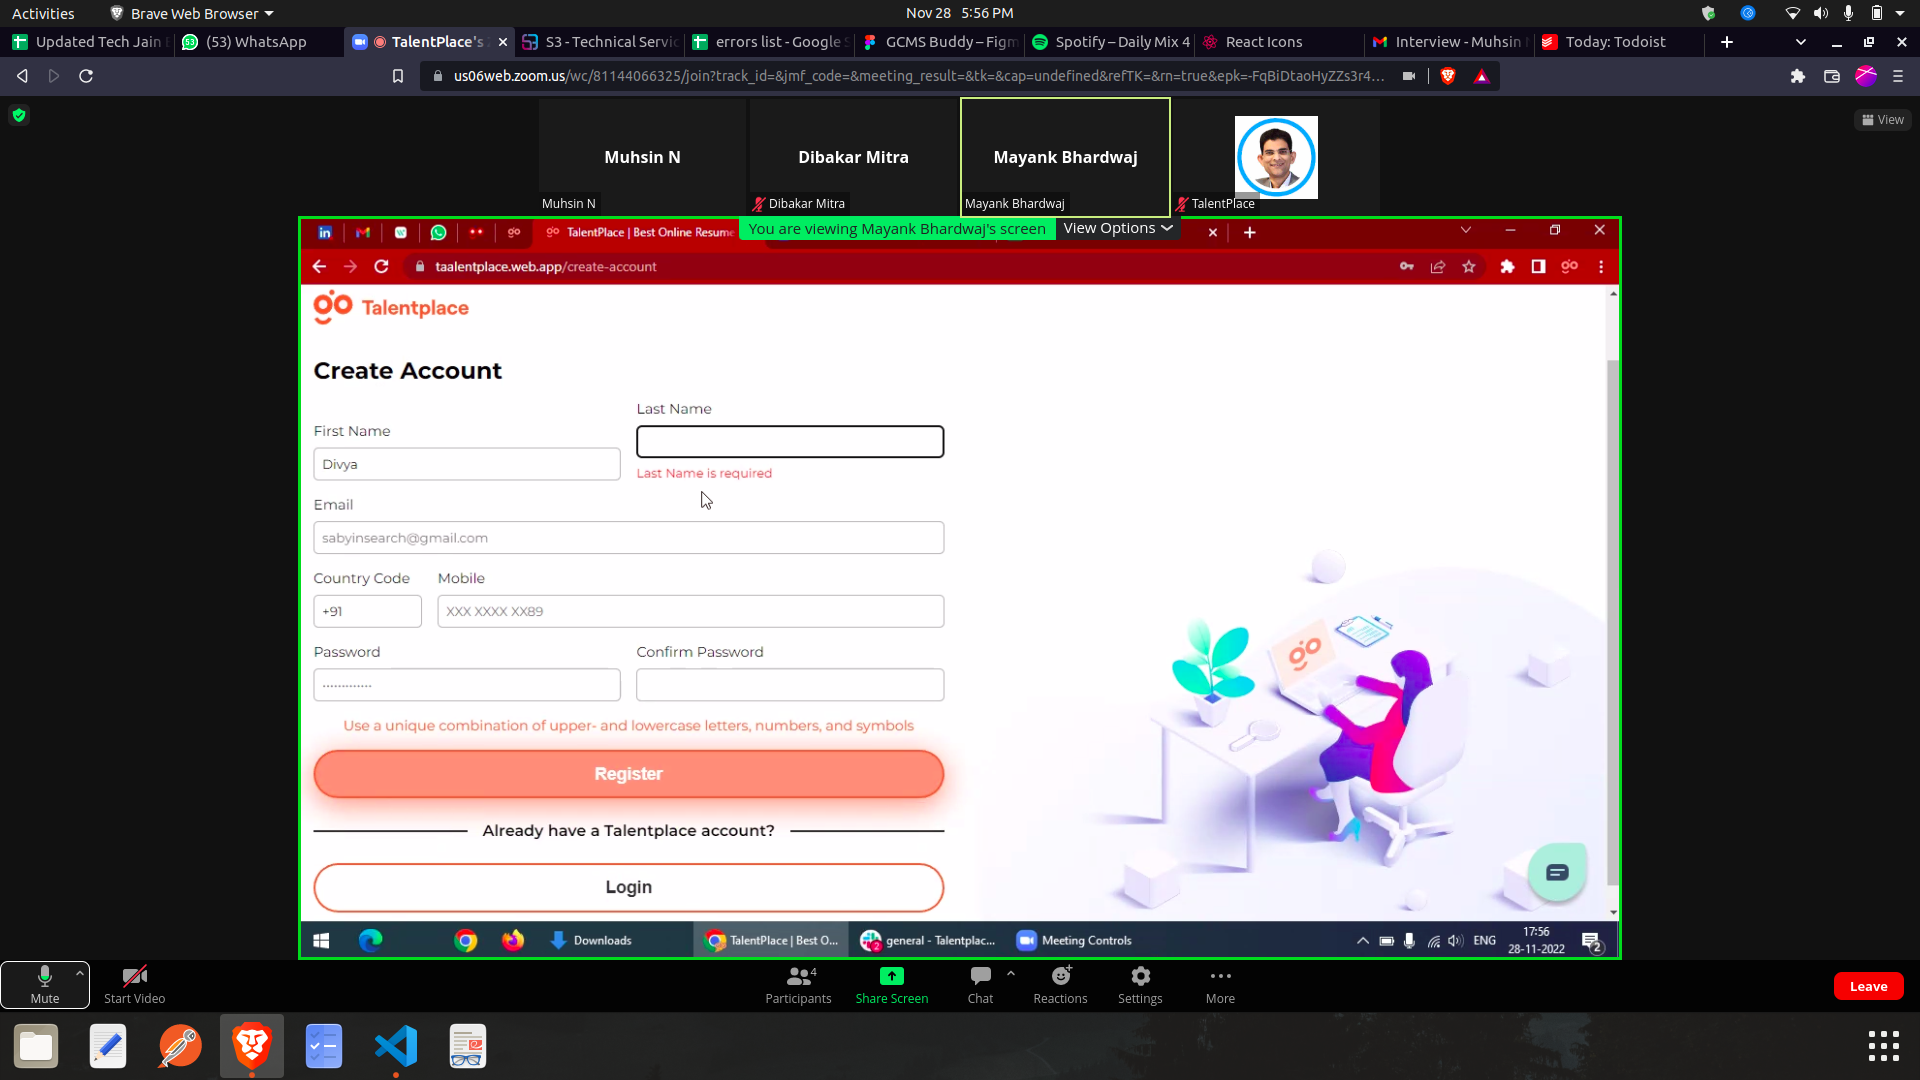 Activities
Brave Web Browser
Nov 28 5:56 PM
Updated Tech Jain
(53) WhatsApp
TalentPlace's
S3 - Technical Servic
errors list - Google S
GCMS Buddy – Figm
Spotify – Daily Mix 4
React Icons
Interview - Muhsin
Today: Todoist
us06web.zoom.us/wc/81144066325/join?track_id=&jmf_code=&meeting_result=&tk=&cap=undefined&refTK=&rn=true&epk=-FqBiDtaoHyZZs3r4...
View
Muhsin N
Dibakar Mitra
Mayank Bhardwaj
Muhsin N
Dibakar Mitra
Mayank Bhardwaj
TalentPlace
TalentPlace | Best Online Resume
You are viewing Mayank Bhardwaj's screen
View Options
taalentplace.web.app/create-account
go Talentplace
Create Account
Last Name
First Name
Divya
Last Name is required
Email
sabyinsearch@gmail.com
Country Code
Mobile
+91
XXX XXXX XX89
Password
Confirm Password
Use a unique combination of upper- and lowercase letters, numbers, and symbols
Register
Already have a Talentplace account?
Login
Downloads
TalentPlace | Best O...
general - Talentplac...
Meeting Controls
ENG
17:56
28-11-2022
2
Mute
Start Video
4
Participants
Share Screen
Chat
Reactions
Settings
More
Leave